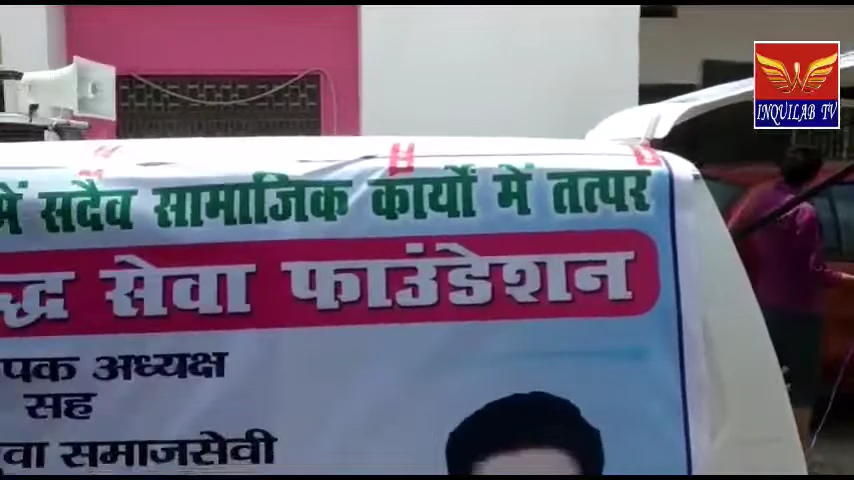 INQUILAB TV
में सदैव सामाजिक कार्यो में तत्पर
सेवा फाउंडेशन
अध्यक्ष
सह
समाजसेवी